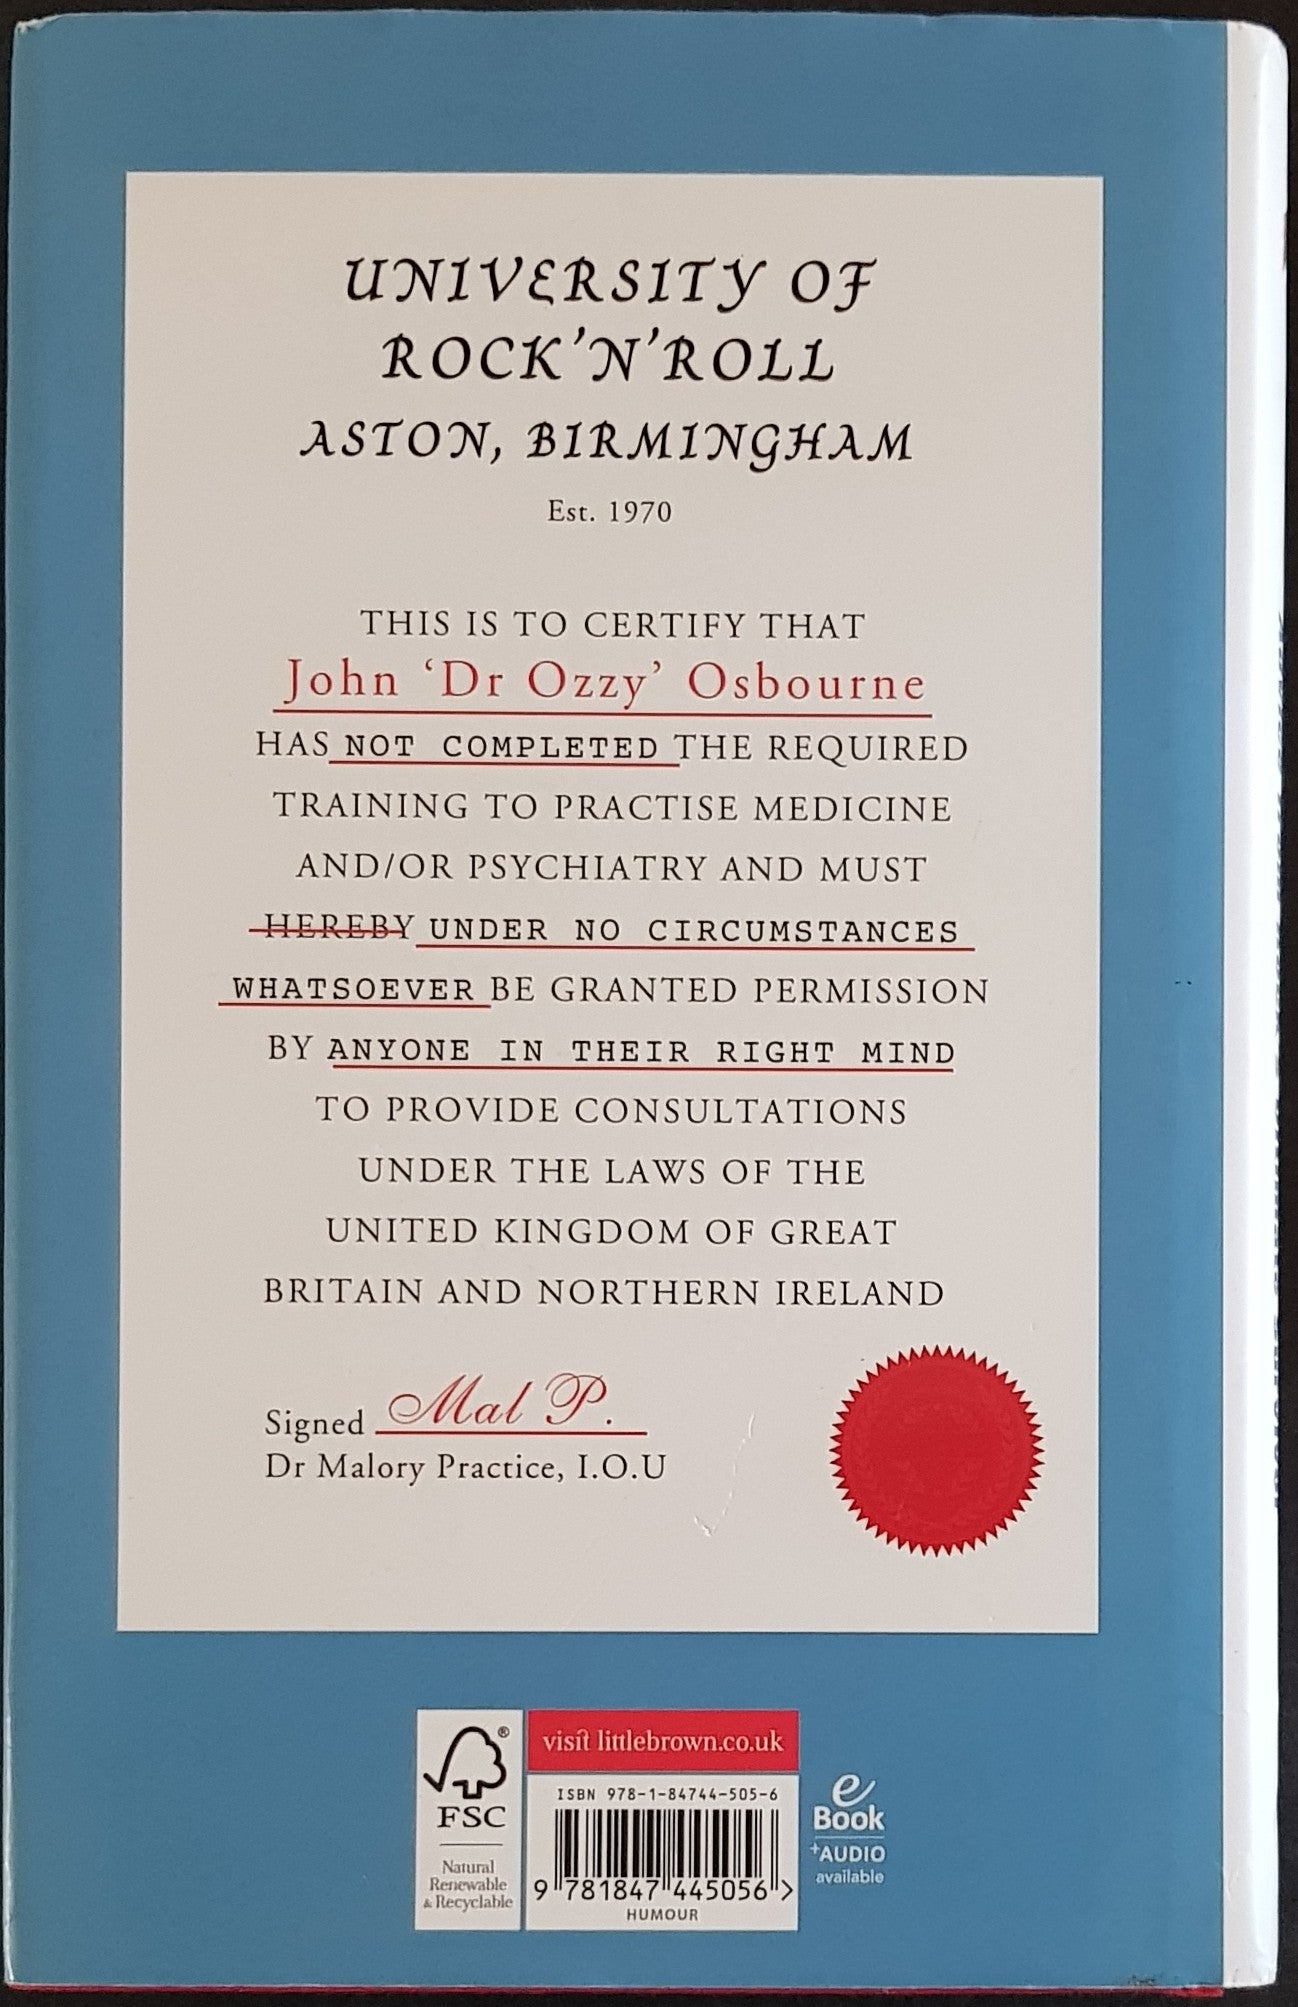 UNIVERSITY OF
ROCK'N'ROLL
ASTON, BIRMINGHAM
Est. 1970
THIS IS TO CERTIFY THAT
John ‘Dr Ozzy’ Osbourne
HAS NOT COMPLETED THE REQUIRED
TRAINING TO PRACTISE MEDICINE
AND/OR PSYCHIATRY AND MUST
HEREBY UNDER NO CIRCUMSTANCES
WHATSOEVER BE GRANTED PERMISSION
BY ANYONE IN THEIR RIGHT MIND
TO PROVIDE CONSULTATIONS
UNDER THE LAWS OF THE
UNITED KINGDOM OF GREAT
BRITAIN AND NORTHERN IRELAND
Signed Mal P.
Dr Malory Practice, I.O.U
®
FSC
Natural
Renewable
& Recyclable
visit littlebrown.co.uk
ISBN 978-1-84744-505-6
9 781847 445056 >
HUMOUR
e
Book
+AUDIO
available